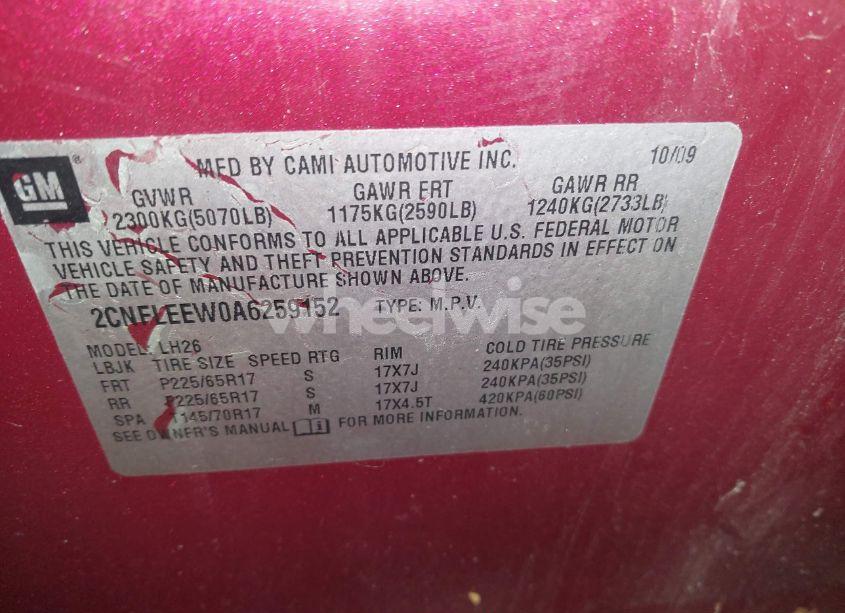 GM ® MFD BY CAMI AUTOMOTIVE INC. 10/09
GVWR GAWR FRT GAWR RR
2300KG(5070LB) 1175KG(2590LB) 1240KG(2733LB)
THIS VEHICLE CONFORMS TO ALL APPLICABLE U.S. FEDERAL MOTOR
VEHICLE SAFETY AND THEFT PREVENTION STANDARDS IN EFFECT ON
THE DATE OF MANUFACTURE SHOWN ABOVE.
2CNFLEEW0A6259152 TYPE: M.P.V.
wheelwise
MODEL: LH26
LBJK TIRE SIZE SPEED RTG RIM COLD TIRE PRESSURE
FRT P225/65R17 S 17X7J 240KPA(35PSI)
RR P225/65R17 S 17X7J 240KPA(35PSI)
SPA T145/70R17 M 17X4.5T 420KPA(60PSI)
SEE OWNER'S MANUAL FOR MORE INFORMATION.